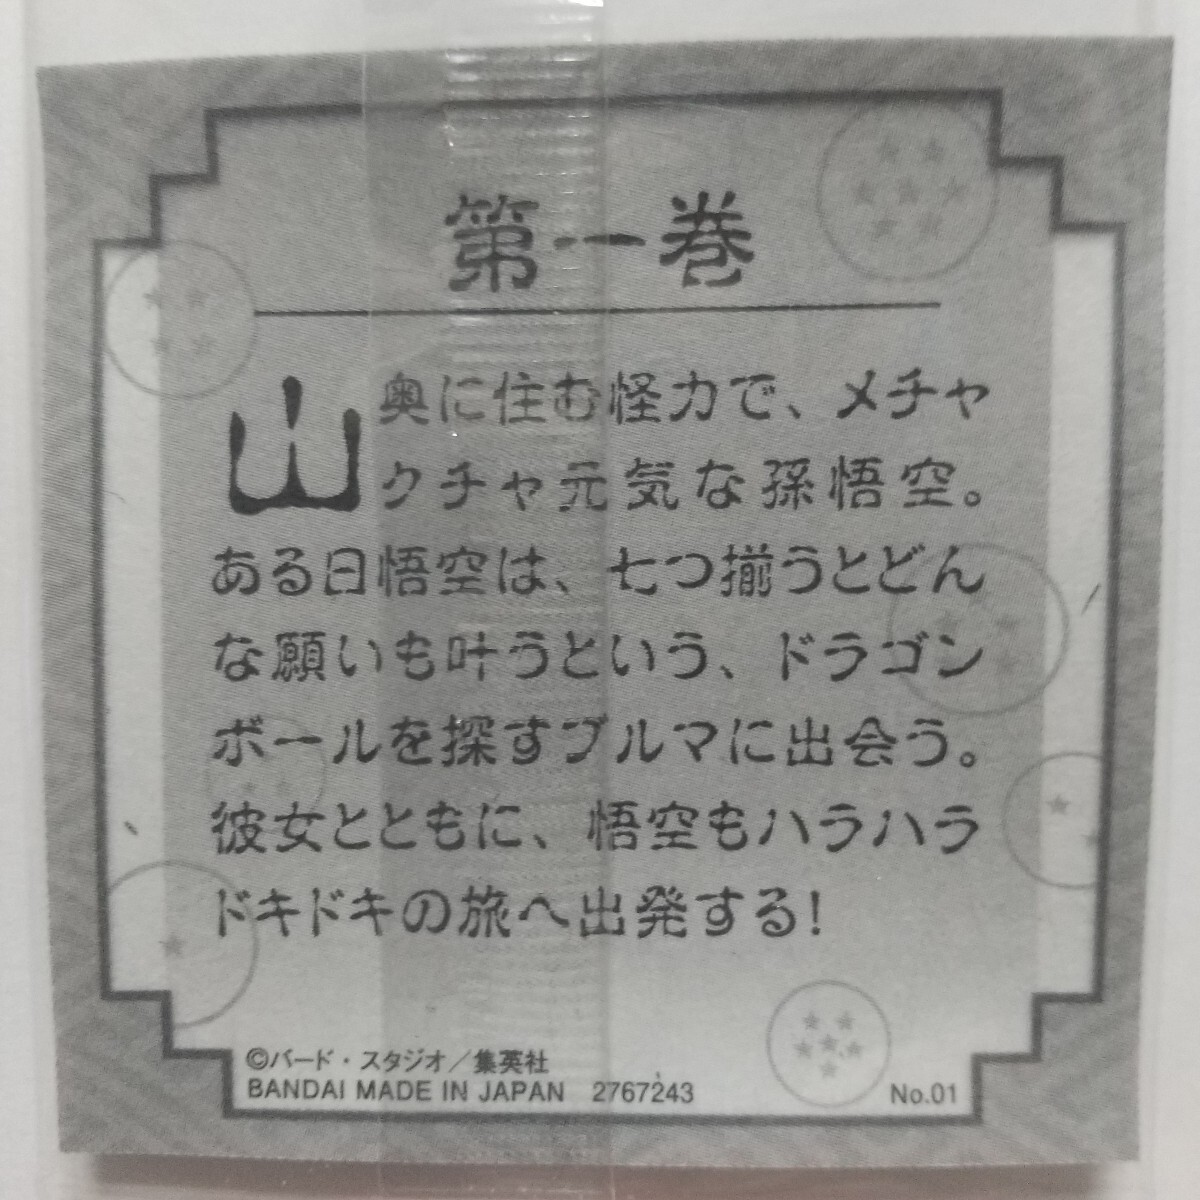 第一巻
山奥に住む怪力で、メチャ
クチャ元気な孫悟空。
ある日悟空は、七つ揃うとどん
な願いも叶うという、ドラゴン
ボールを探すブルマに出会う。
彼女とともに、悟空もハラハラ
ドキドキの旅へ出発する!
©バード・スタジオ／集英社
BANDAI MADE IN JAPAN 2767243
No.01